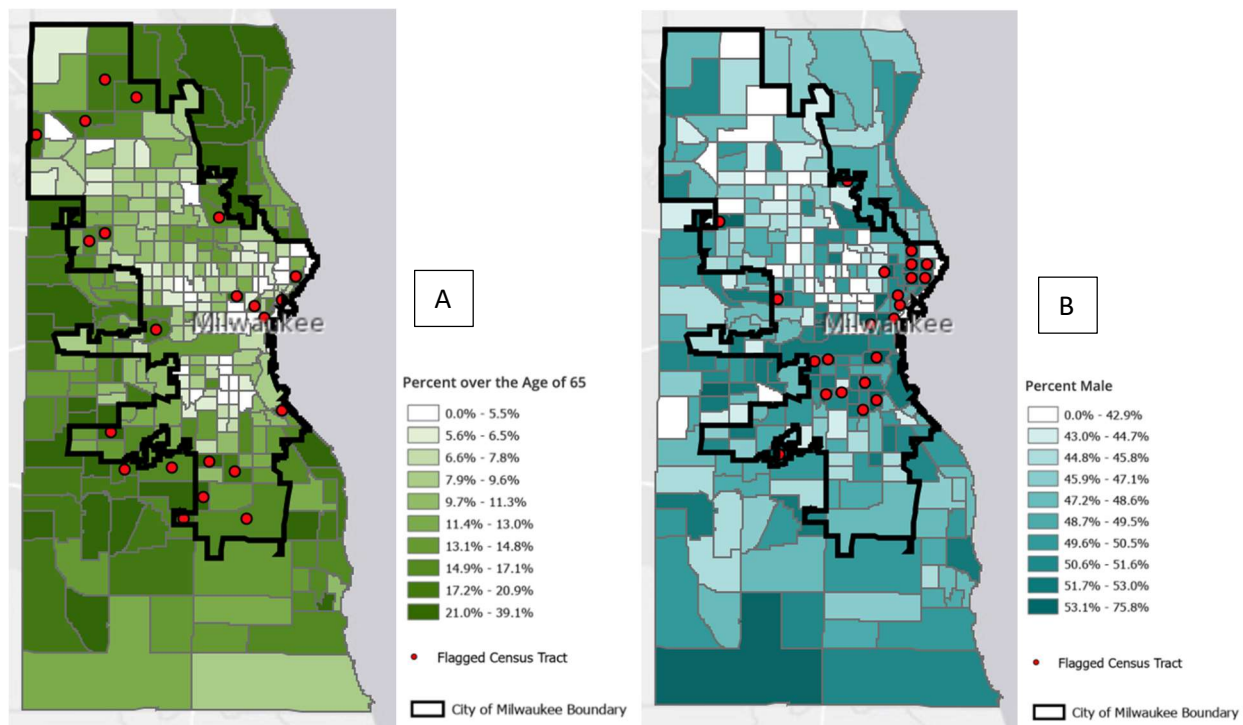 A
Milwaukee
Percent over the Age of 65
0.0% - 5.5%
5.6% - 6.5%
6.6% - 7.8%
7.9% - 9.6%
9.7% - 11.3%
11.4% - 13.0%
13.1% - 14.8%
14.9% - 17.1%
17.2% - 20.9%
21.0% - 39.1%
Flagged Census Tract
City of Milwaukee Boundary
B
Milwaukee
Percent Male
0.0% - 42.9%
43.0% - 44.7%
44.8% - 45.8%
45.9% - 47.1%
47.2% - 48.6%
48.7% - 49.5%
49.6% - 50.5%
50.6% - 51.6%
51.7% - 53.0%
53.1% - 75.8%
Flagged Census Tract
City of Milwaukee Boundary